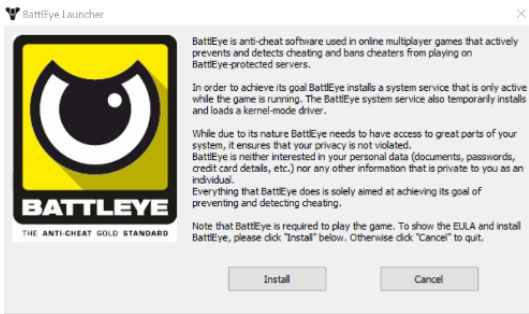 BattlEye Launcher
BattlEye is anti-cheat software used in online multiplayer games that actively
prevents and detects cheating and bans cheaters from playing on
BattlEye-protected servers.
In order to achieve its goal BattlEye installs a system service that is only active
while the game is running. The BattlEye system service also temporarily installs
and loads a kernel-mode driver.
While due to its nature BattlEye needs to have access to great parts of your
system, it ensures that your privacy is not violated.
BattlEye is neither interested in your personal data (documents, passwords,
credit card details, etc.) nor any other information that is private to you as an
individual.
Everything that BattlEye does is solely aimed at achieving its goal of
preventing and detecting cheating.
Note that BattlEye is required to play the game. To show the EULA and install
BattlEye, please click "Install" below. Otherwise click "Cancel" to quit.
BATTLEYE
THE ANTI-CHEAT GOLD STANDARD
Install
Cancel